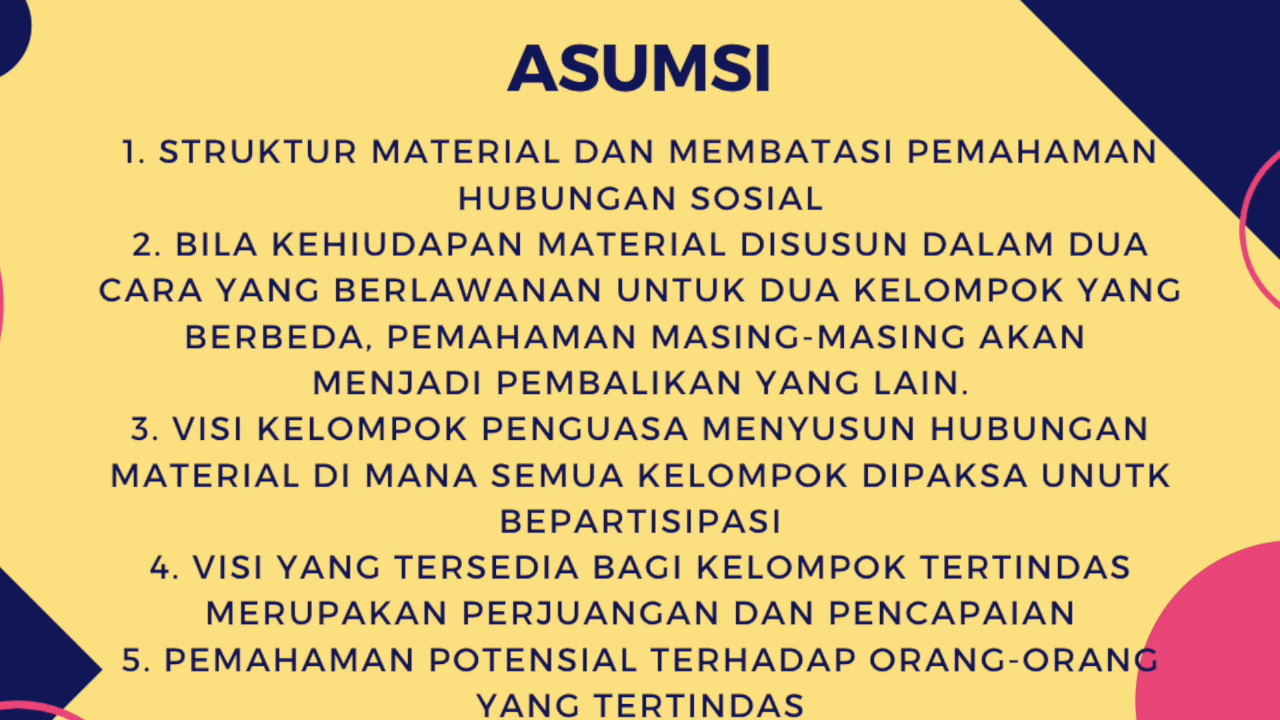 ASUMSI
1. STRUKTUR MATERIAL DAN MEMBATASI PEMAHAMAN
HUBUNGAN SOSIAL
2. BILA KEHIUDAPAN MATERIAL DISUSUN DALAM DUA
CARA YANG BERLAWANAN UNTUK DUA KELOMPOK YANG
BERBEDA, PEMAHAMAN MASING-MASING AKAN
MENJADI PEMBALIKAN YANG LAIN.
3. VISI KELOMPOK PENGUASA MENYUSUN HUBUNGAN
MATERIAL DI MANA SEMUA KELOMPOK DIPAKSA UNUTK
BEPARTISIPASI
4. VISI YANG TERSEDIA BAGI KELOMPOK TERTINDAS
MERUPAKAN PERJUANGAN DAN PENCAPAIAN
5. PEMAHAMAN POTENSIAL TERHADAP ORANG-ORANG
YANG TERTINDAS